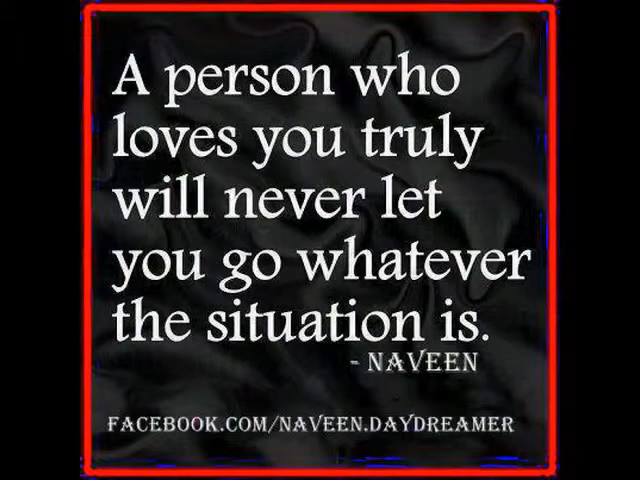 A person who
loves you truly
will never let
you go whatever
the situation is.
- NAVEEN
FACEBOOK.COM/NAVEEN.DAYDREAMER